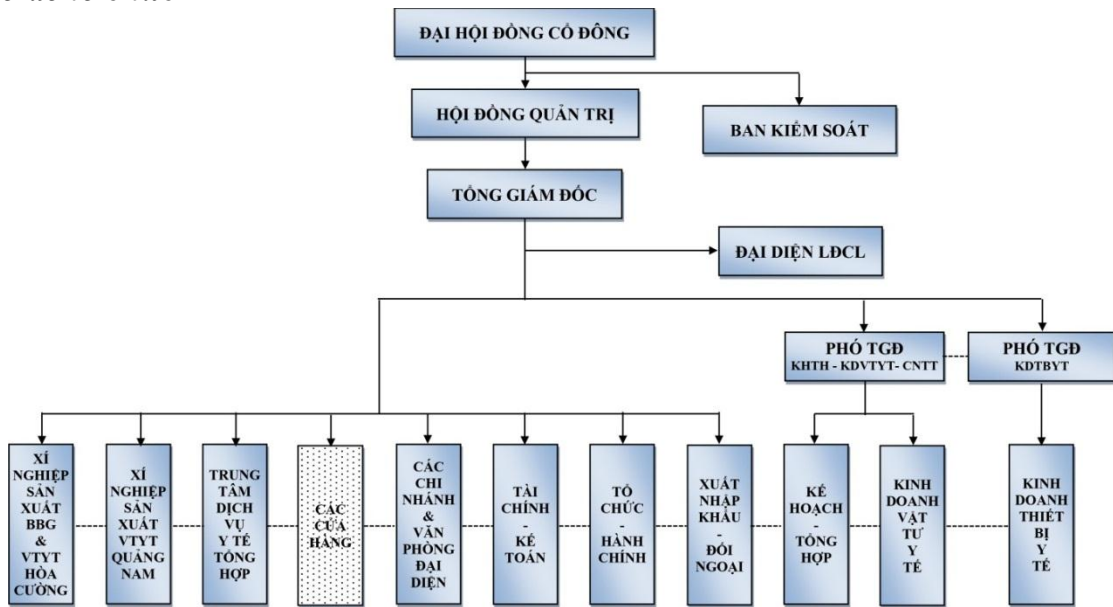 ĐẠI HỘI ĐỒNG CỔ ĐÔNG
HỘI ĐỒNG QUẢN TRỊ
BAN KIỂM SOÁT
TỔNG GIÁM ĐỐC
ĐẠI DIỆN LĐCL
PHÓ TGĐ
KHTH - KDVTYT- CNTT
PHÓ TGĐ
KDTBYT
XÍ
NGHIỆP
SẢN
XUẤT
BBG
&
VTYT
HÒA
CƯỜNG
XÍ
NGHIỆP
SẢN
XUẤT
VTYT
QUẢNG
NAM
TRUNG
TÂM
DỊCH
VỤ
Y TẾ
TỔNG
HỢP
CÁC
CỬA
HÀNG
CÁC
CHI
NHÁNH
&
VĂN
PHÒNG
ĐẠI
DIỆN
TÀI
CHÍNH
-
KẾ
TOÁN
TỔ
CHỨC
-
HÀNH
CHÍNH
XUẤT
NHẬP
KHẨU
-
ĐỐI
NGOẠI
KẾ
HOẠCH
-
TỔNG
HỢP
KINH
DOANH
VẬT
TƯ
Y
TẾ
KINH
DOANH
THIẾT
BỊ
Y
TẾ